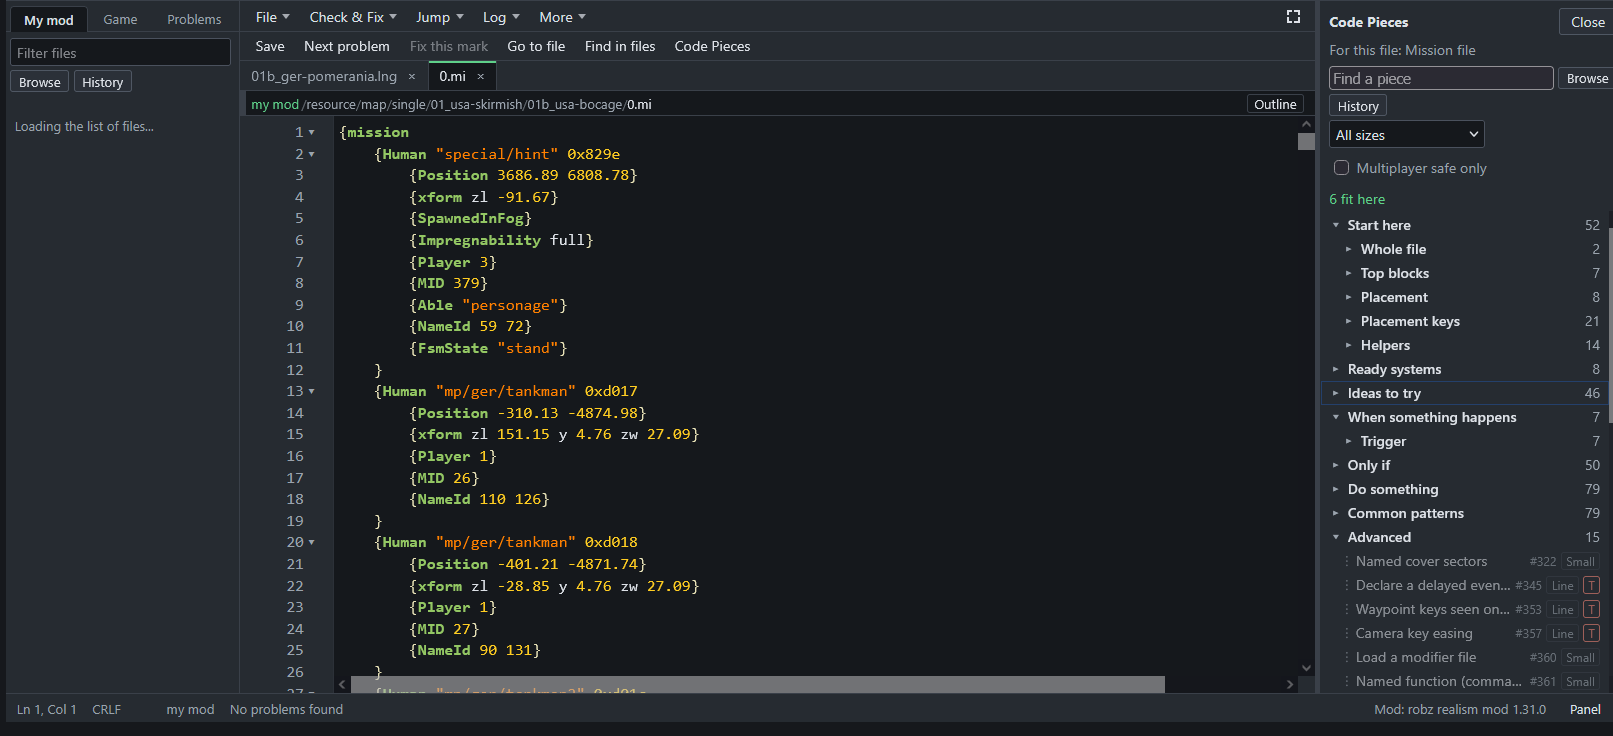 My mod
Game
Problems
Filter files
Browse
History
Loading the list of files...
File
Check & Fix
Jump
Log
More
Save
Next problem
Fix this mark
Go to file
Find in files
Code Pieces
01b_ger-pomerania.lng ×
0.mi ×
my mod/resource/map/single/01_usa-skirmish/01b_usa-bocage/0.mi
Outline
1 {mission
2 {Human "special/hint" 0x829e
3 {Position 3686.89 6808.78}
4 {xform zl -91.67}
5 {SpawnedInFog}
6 {Impregnability full}
7 {Player 3}
8 {MID 379}
9 {Able "personage"}
10 {NameId 59 72}
11 {FsmState "stand"}
12 }
13 {Human "mp/ger/tankman" 0xd017
14 {Position -310.13 -4874.98}
15 {xform zl 151.15 y 4.76 zw 27.09}
16 {Player 1}
17 {MID 26}
18 {NameId 110 126}
19 }
20 {Human "mp/ger/tankman" 0xd018
21 {Position -401.21 -4871.74}
22 {xform zl -28.85 y 4.76 zw 27.09}
23 {Player 1}
24 {MID 27}
25 {NameId 90 131}
26 }
Code Pieces
Close
For this file: Mission file
Find a piece
Browse
History
All sizes
Multiplayer safe only
6 fit here
Start here 52
Whole file 2
Top blocks 7
Placement 8
Placement keys 21
Helpers 14
Ready systems 8
Ideas to try 46
When something happens 7
Trigger 7
Only if 50
Do something 79
Common patterns 79
Advanced 15
Named cover sectors #322 Small
Declare a delayed even... #345 Line T
Waypoint keys seen on... #353 Line T
Camera key easing #357 Line T
Load a modifier file #360 Small
Named function (comma... #361 Small
Ln 1, Col 1
CRLF
my mod
No problems found
Mod: robz realism mod 1.31.0
Panel